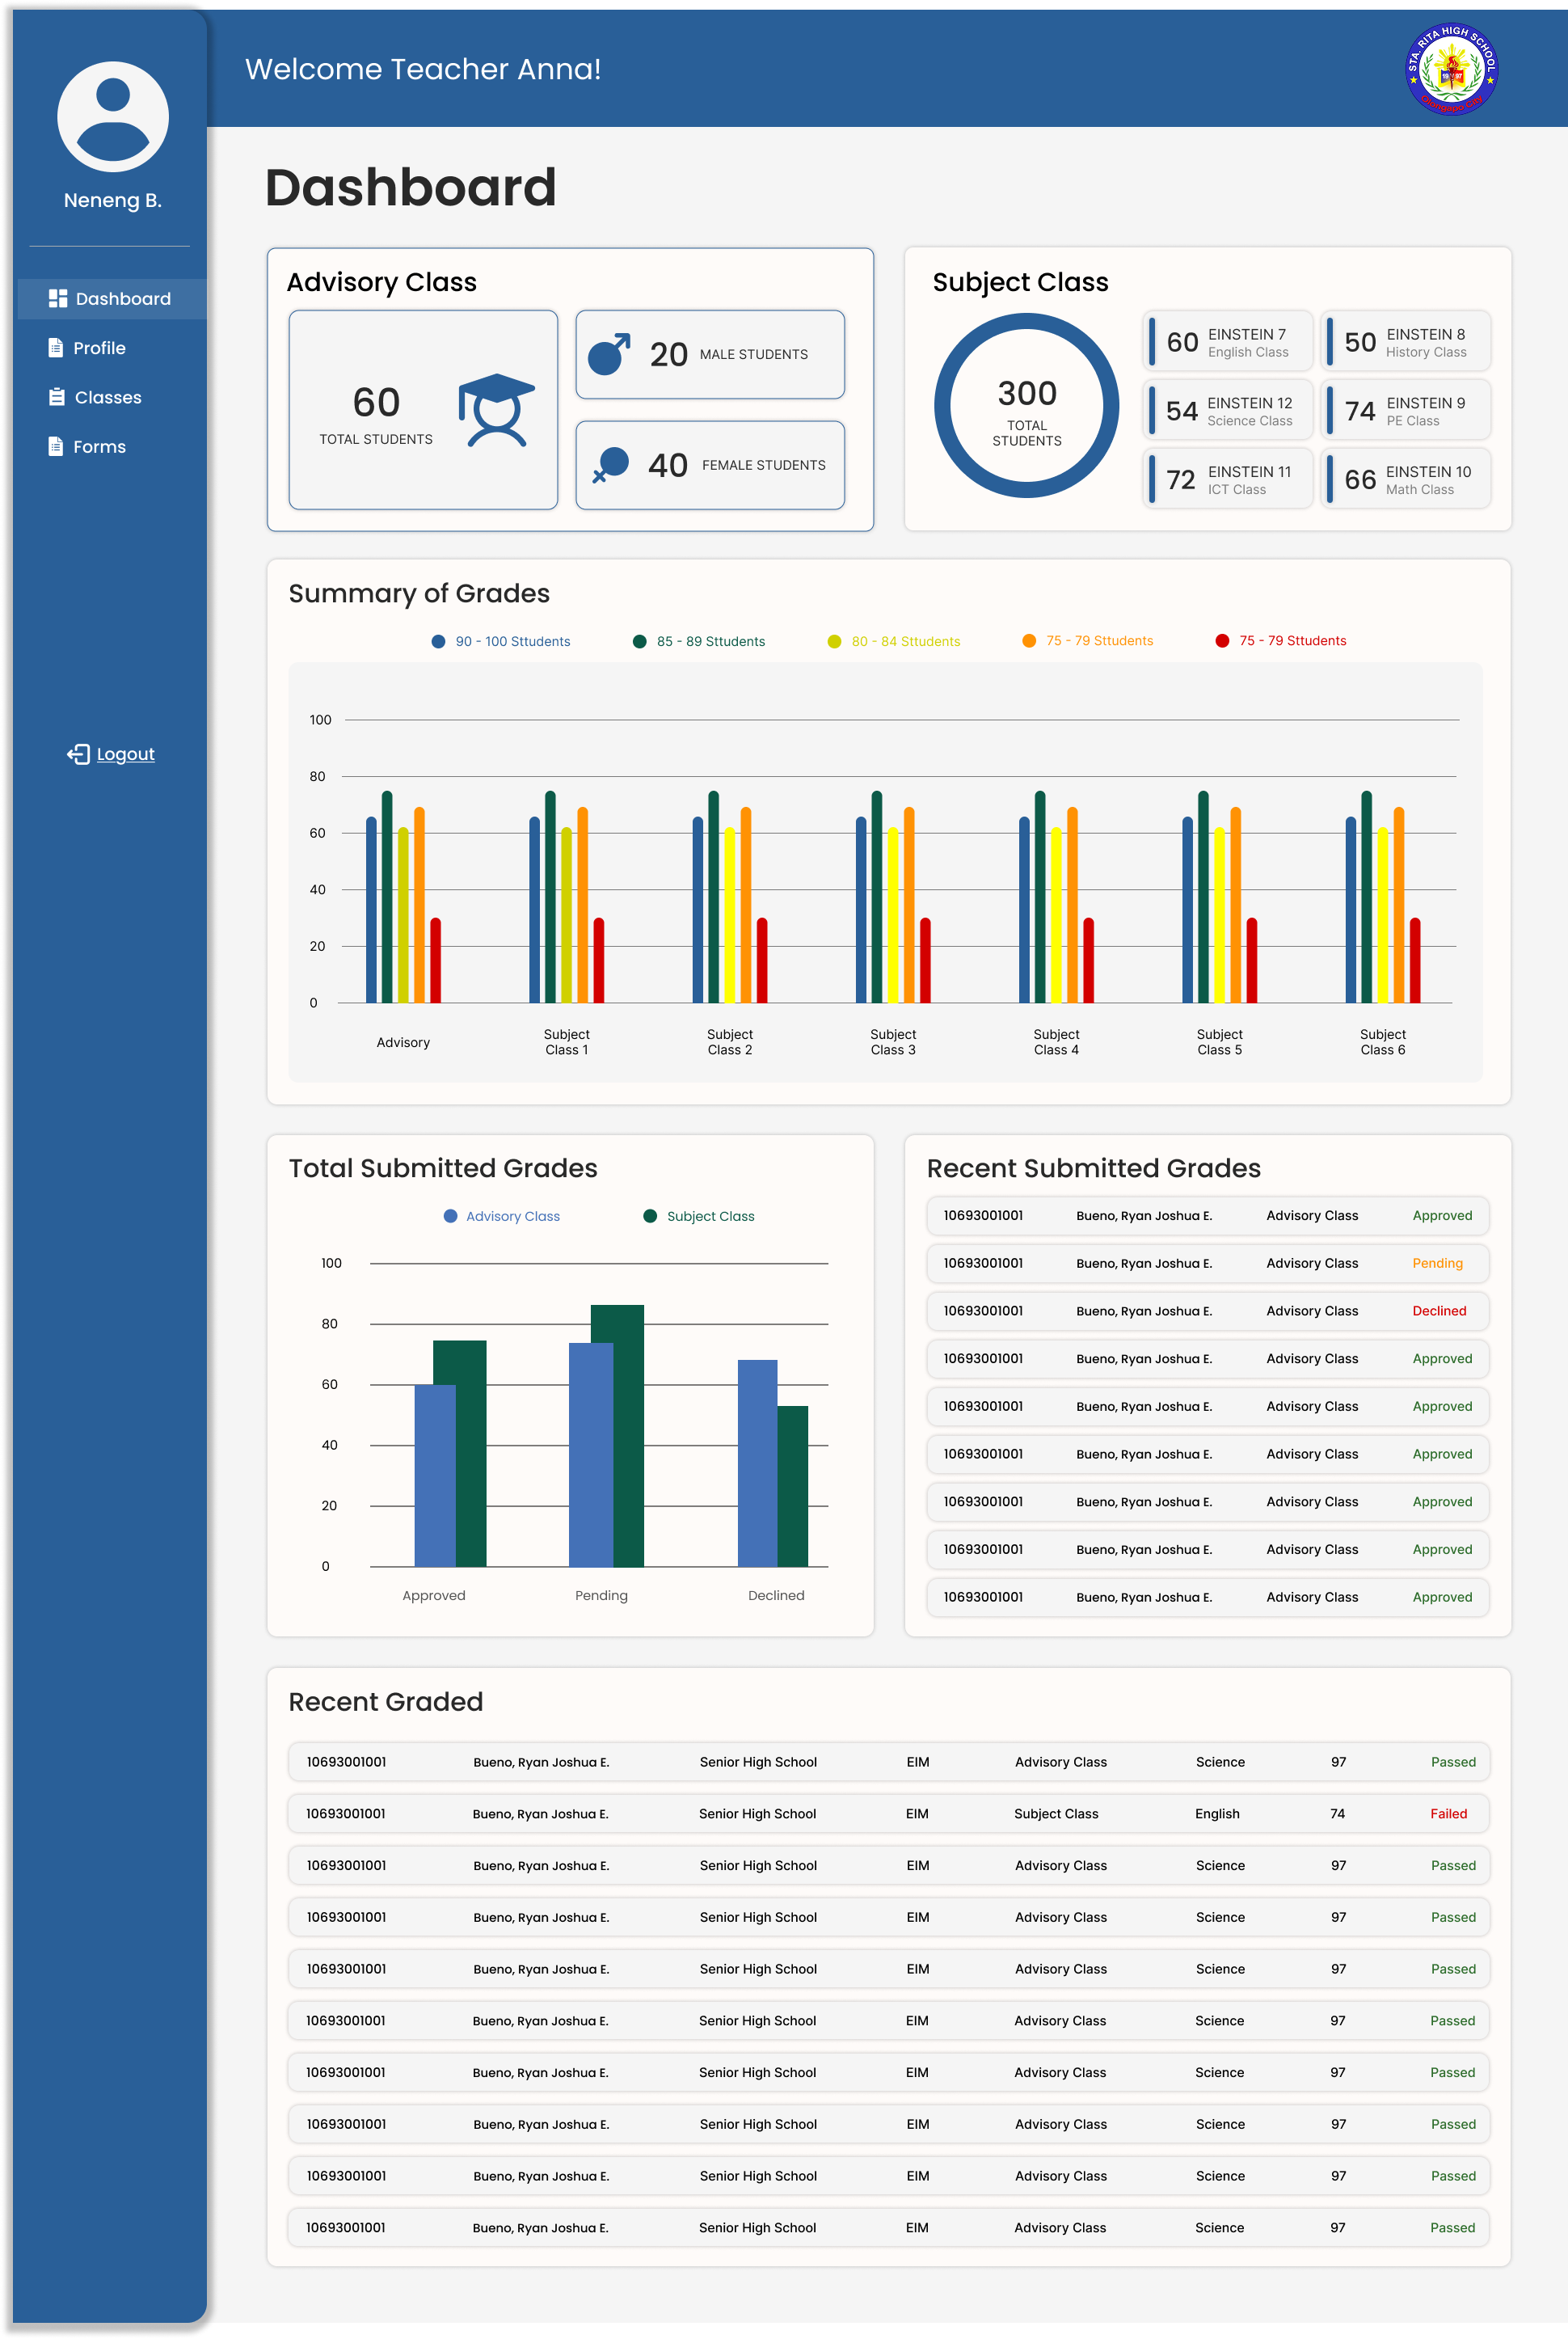 Welcome Teacher Anna!
STA. RITA HIGH SCHOOL
19 97
Olongapo City
Neneng B.
Dashboard
Profile
Classes
Forms
Logout
Dashboard
Advisory Class
60
TOTAL STUDENTS
20 MALE STUDENTS
40 FEMALE STUDENTS
Subject Class
300
TOTAL
STUDENTS
60 EINSTEIN 7
English Class
50 EINSTEIN 8
History Class
54 EINSTEIN 12
Science Class
74 EINSTEIN 9
PE Class
72 EINSTEIN 11
ICT Class
66 EINSTEIN 10
Math Class
Summary of Grades
90 - 100 Sttudents 85 - 89 Sttudents 80 - 84 Sttudents 75 - 79 Sttudents 75 - 79 Sttudents
100
80
60
40
20
0
Advisory
Subject
Class 1
Subject
Class 2
Subject
Class 3
Subject
Class 4
Subject
Class 5
Subject
Class 6
Total Submitted Grades
Advisory Class Subject Class
100
80
60
40
20
0
Approved Pending Declined
Recent Submitted Grades
10693001001 Bueno, Ryan Joshua E. Advisory Class Approved
10693001001 Bueno, Ryan Joshua E. Advisory Class Pending
10693001001 Bueno, Ryan Joshua E. Advisory Class Declined
10693001001 Bueno, Ryan Joshua E. Advisory Class Approved
10693001001 Bueno, Ryan Joshua E. Advisory Class Approved
10693001001 Bueno, Ryan Joshua E. Advisory Class Approved
10693001001 Bueno, Ryan Joshua E. Advisory Class Approved
10693001001 Bueno, Ryan Joshua E. Advisory Class Approved
10693001001 Bueno, Ryan Joshua E. Advisory Class Approved
Recent Graded
10693001001 Bueno, Ryan Joshua E. Senior High School EIM Advisory Class Science 97 Passed
10693001001 Bueno, Ryan Joshua E. Senior High School EIM Subject Class English 74 Failed
10693001001 Bueno, Ryan Joshua E. Senior High School EIM Advisory Class Science 97 Passed
10693001001 Bueno, Ryan Joshua E. Senior High School EIM Advisory Class Science 97 Passed
10693001001 Bueno, Ryan Joshua E. Senior High School EIM Advisory Class Science 97 Passed
10693001001 Bueno, Ryan Joshua E. Senior High School EIM Advisory Class Science 97 Passed
10693001001 Bueno, Ryan Joshua E. Senior High School EIM Advisory Class Science 97 Passed
10693001001 Bueno, Ryan Joshua E. Senior High School EIM Advisory Class Science 97 Passed
10693001001 Bueno, Ryan Joshua E. Senior High School EIM Advisory Class Science 97 Passed
10693001001 Bueno, Ryan Joshua E. Senior High School EIM Advisory Class Science 97 Passed